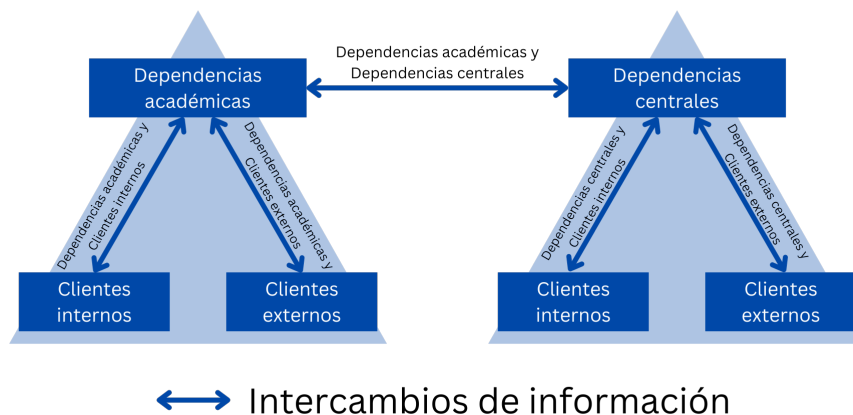 Dependencias académicas y
Dependencias centrales
Dependencias
académicas
Dependencias
centrales
Dependencias académicas y
Clientes internos
Dependencias académicas y
Clientes externos
Dependencias centrales y
Clientes internos
Dependencias centrales y
Clientes externos
Clientes
internos
Clientes
externos
Clientes
internos
Clientes
externos
Intercambios de información